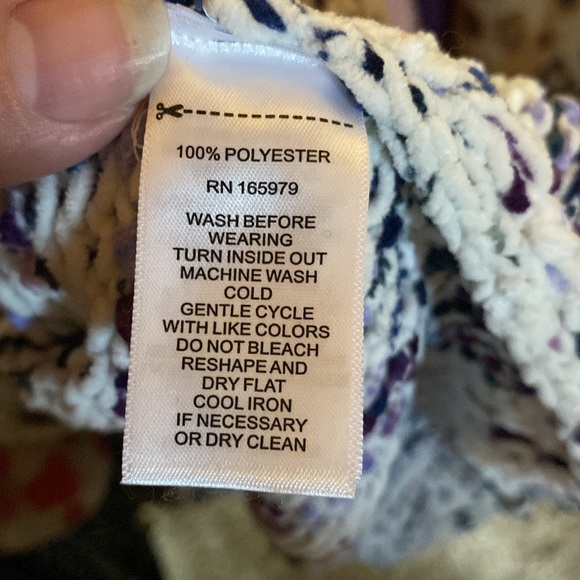 100% POLYESTER
RN 165979
WASH BEFORE
WEARING
TURN INSIDE OUT
MACHINE WASH
COLD
GENTLE CYCLE
WITH LIKE COLORS
DO NOT BLEACH
RESHAPE AND
DRY FLAT
COOL IRON
IF NECESSARY
OR DRY CLEAN